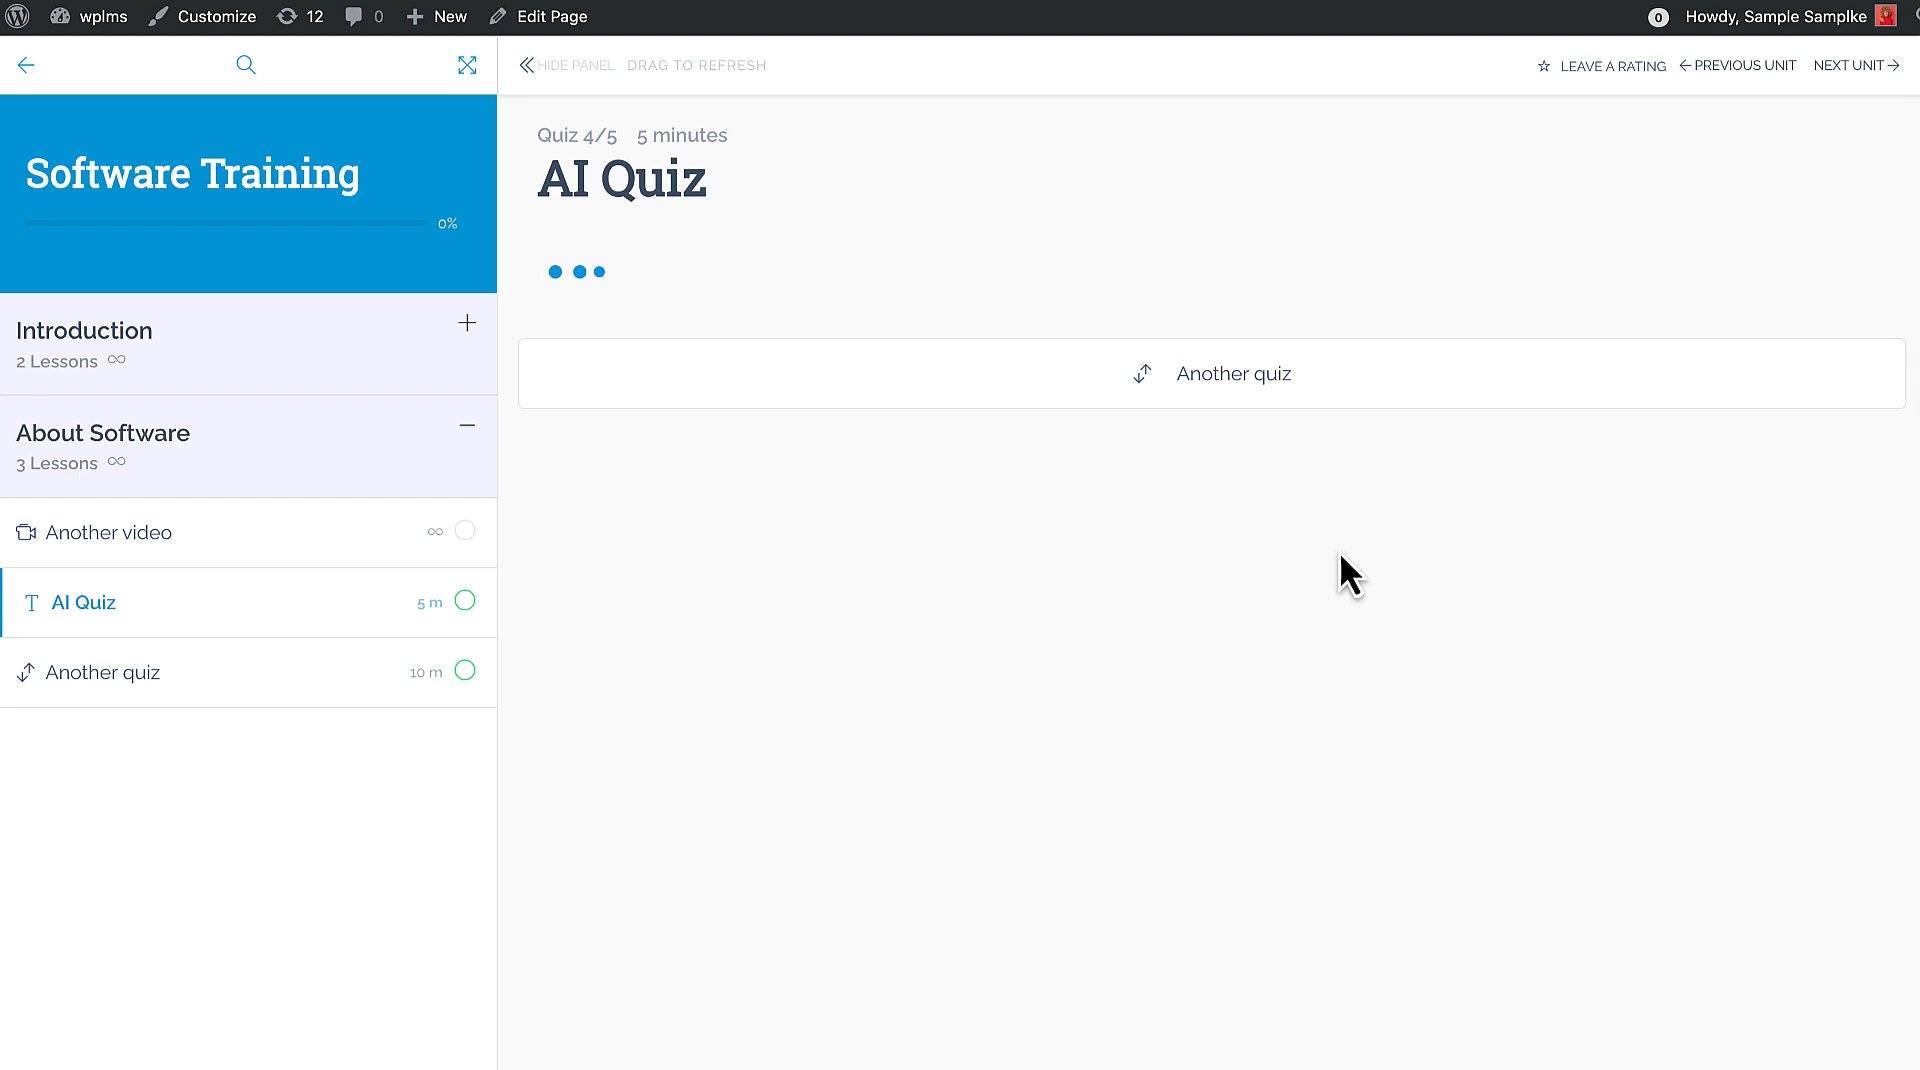 wplms Customize 12 0 New Edit Page 0 Howdy, Sample Samplke
HIDE PANEL DRAG TO REFRESH LEAVE A RATING PREVIOUS UNIT NEXT UNIT
Software Training
0%
Introduction
2 Lessons ∞
About Software
3 Lessons ∞
Another video ∞
AI Quiz 5 m
Another quiz 10 m
Quiz 4/5 5 minutes
AI Quiz
Another quiz